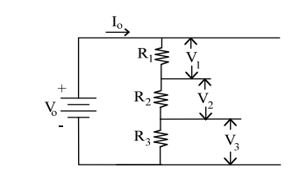 I₀
R₁
V₁
+
V₀
R₂
V₂
-
R₃
V₃